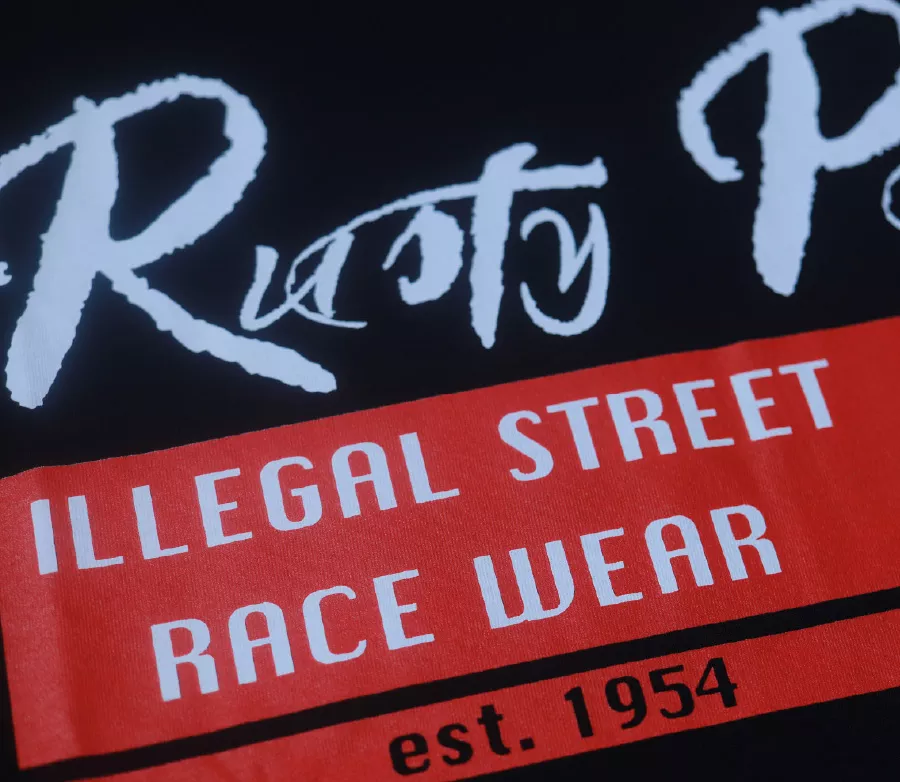 Rusty P
ILLEGAL STREET
RACE WEAR
est. 1954